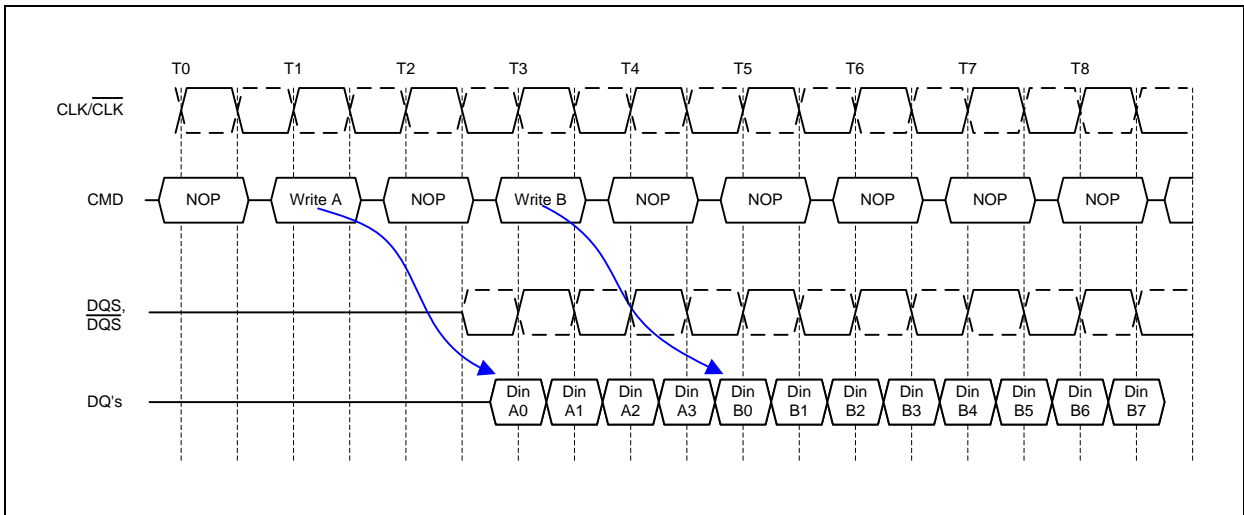 T0 T1 T2 T3 T4 T5 T6 T7 T8
CLK/CLK
CMD NOP Write A NOP Write B NOP NOP NOP NOP NOP
DQS,
DQS
DQ's Din Din Din Din Din Din Din Din Din Din Din Din
A0 A1 A2 A3 B0 B1 B2 B3 B4 B5 B6 B7